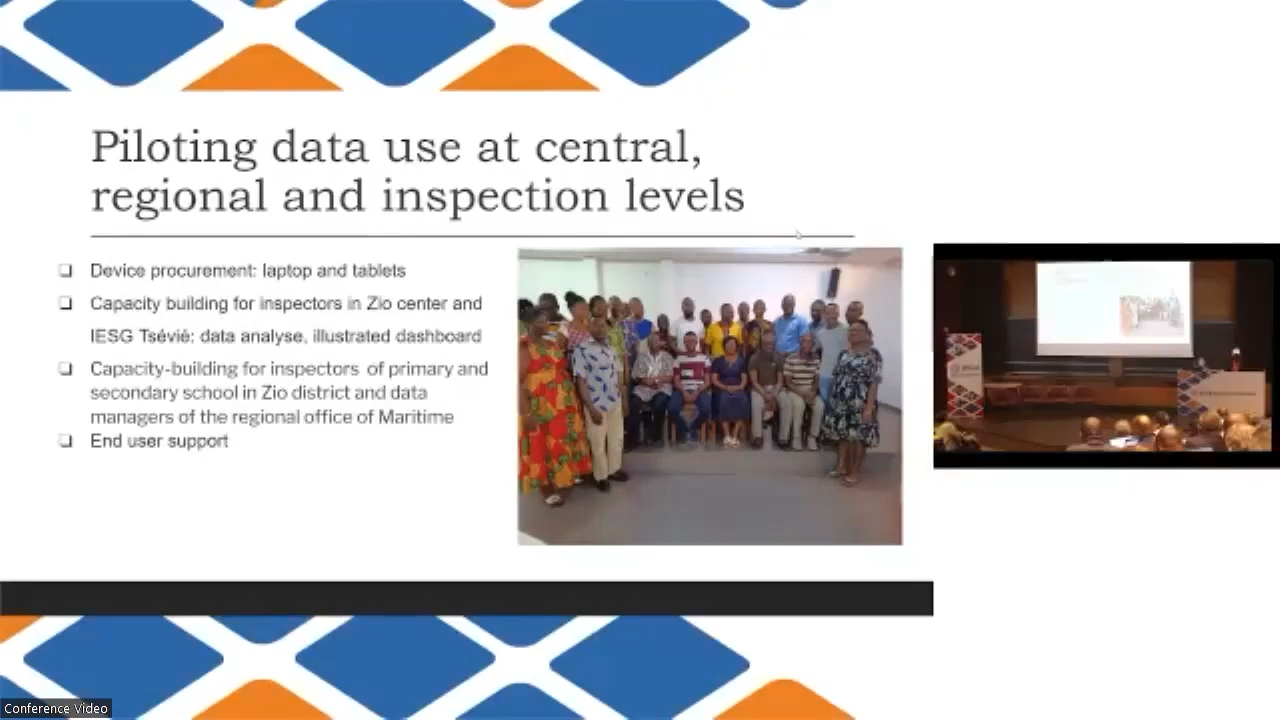 Piloting data use at central,
regional and inspection levels
Device procurement: laptop and tablets
Capacity building for inspectors in Zio center and
IESG Tsévié: data analyse, illustrated dashboard
Capacity-building for inspectors of primary and
secondary school in Zio district and data
managers of the regional office of Maritime
End user support
Conference Video